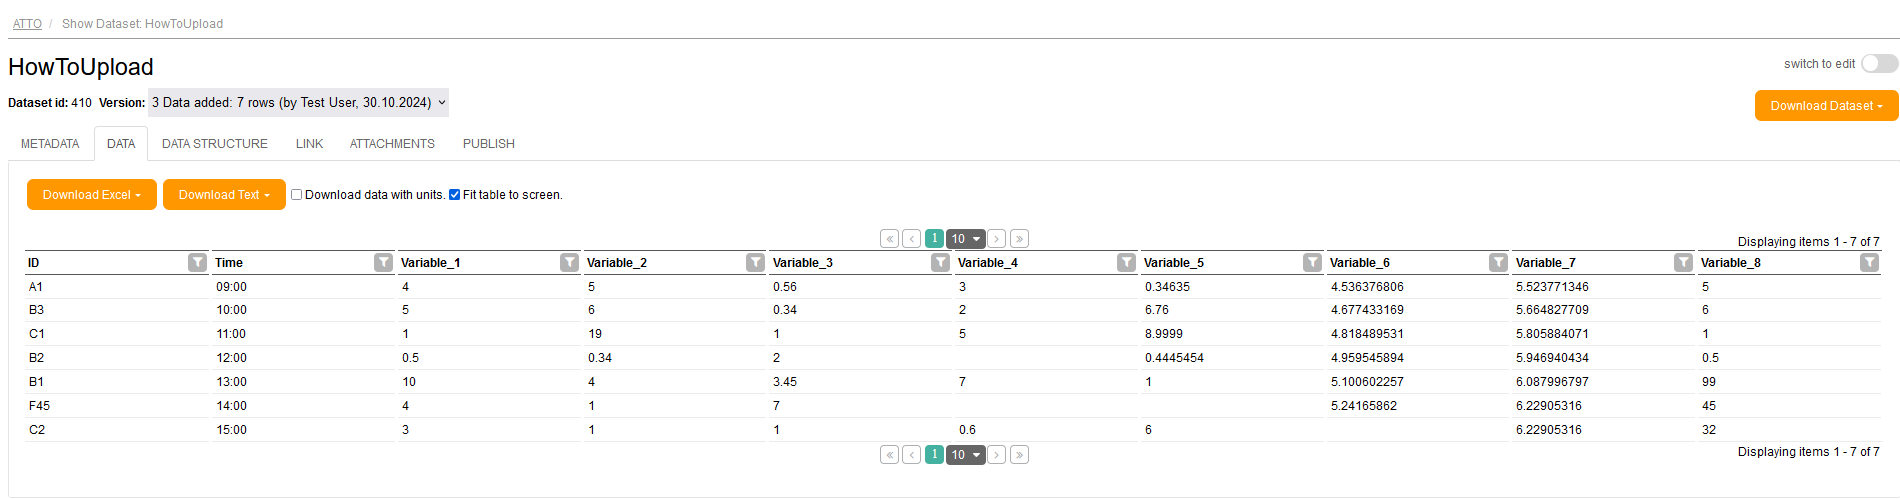 ATTO / Show Dataset: HowToUpload
HowToUpload
switch to edit
Dataset id: 410 Version: 3 Data added: 7 rows (by Test User, 30.10.2024)
Download Dataset
METADATA DATA DATA STRUCTURE LINK ATTACHMENTS PUBLISH
Download Excel Download Text Download data with units. Fit table to screen.
« ‹ 1 10 › » Displaying items 1 - 7 of 7
ID Time Variable_1 Variable_2 Variable_3 Variable_4 Variable_5 Variable_6 Variable_7 Variable_8
A1 09:00 4 5 0.56 3 0.34635 4.536376806 5.523771346 5
B3 10:00 5 6 0.34 2 6.76 4.677433169 5.664827709 6
C1 11:00 1 19 1 5 8.9999 4.818489531 5.805884071 1
B2 12:00 0.5 0.34 2 0.4445454 4.959545894 5.946940434 0.5
B1 13:00 10 4 3.45 7 1 5.100602257 6.087996797 99
F45 14:00 4 1 7 5.24165862 6.22905316 45
C2 15:00 3 1 1 0.6 6 6.22905316 32
« ‹ 1 10 › » Displaying items 1 - 7 of 7